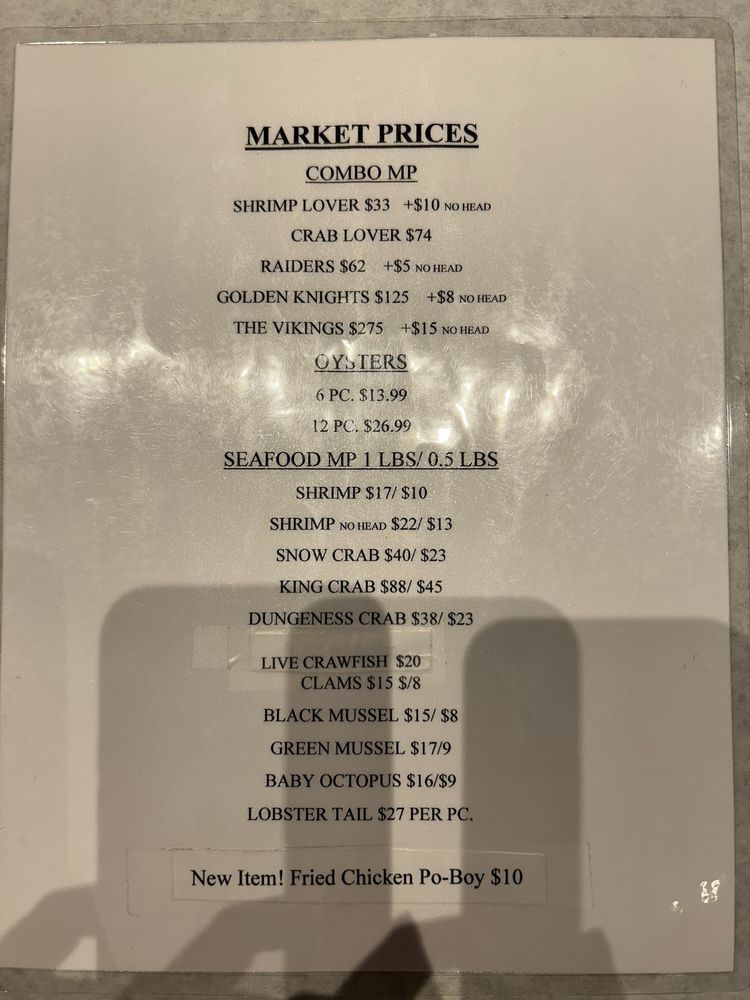 MARKET PRICES
COMBO MP
SHRIMP LOVER $33 +$10 NO HEAD
CRAB LOVER $74
RAIDERS $62 +$5 NO HEAD
GOLDEN KNIGHTS $125 +$8 NO HEAD
THE VIKINGS $275 +$15 NO HEAD
OYSTERS
6 PC. $13.99
12 PC. $26.99
SEAFOOD MP 1 LBS/ 0.5 LBS
SHRIMP $17/ $10
SHRIMP NO HEAD $22/ $13
SNOW CRAB $40/ $23
KING CRAB $88/ $45
DUNGENESS CRAB $38/ $23
LIVE CRAWFISH $20
CLAMS $15 $/8
BLACK MUSSEL $15/ $8
GREEN MUSSEL $17/9
BABY OCTOPUS $16/$9
LOBSTER TAIL $27 PER PC.
New Item! Fried Chicken Po-Boy $10